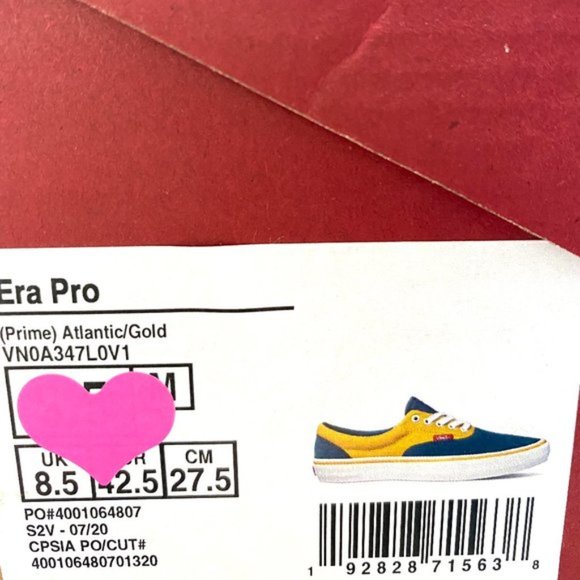 Era Pro
(Prime) Atlantic/Gold
VN0A347L0V1
M
UK CM
8.5 42.5 27.5
PO#4001064807
S2V - 07/20
CPSIA PO/CUT#
400106480701320
1 92828 71563 8